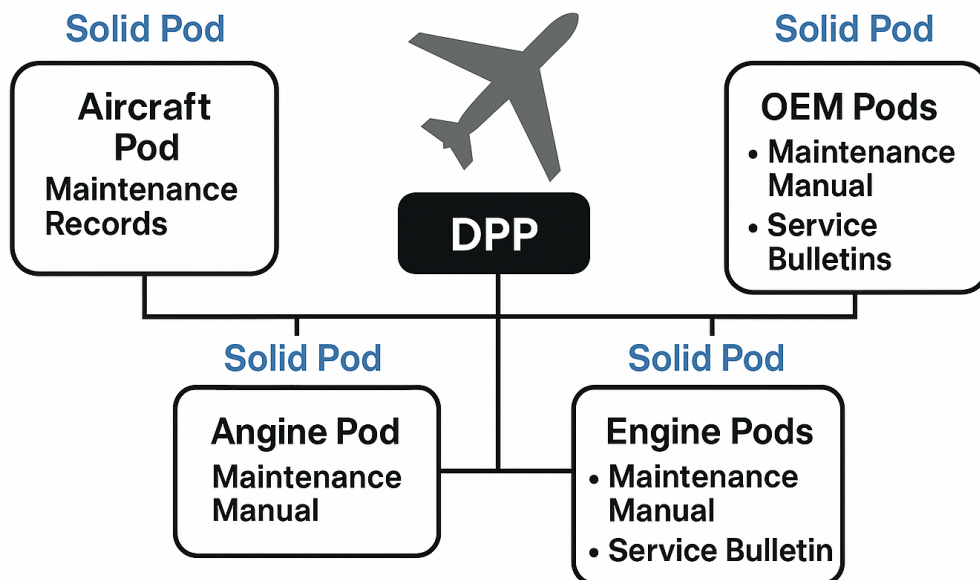 Solid Pod
Aircraft
Pod
Maintenance
Records
DPP
Solid Pod
OEM Pods
• Maintenance
Manual
• Service
Bulletins
Solid Pod
Angine Pod
Maintenance
Manual
Solid Pod
Engine Pods
• Maintenance
Manual
• Service Bulletin